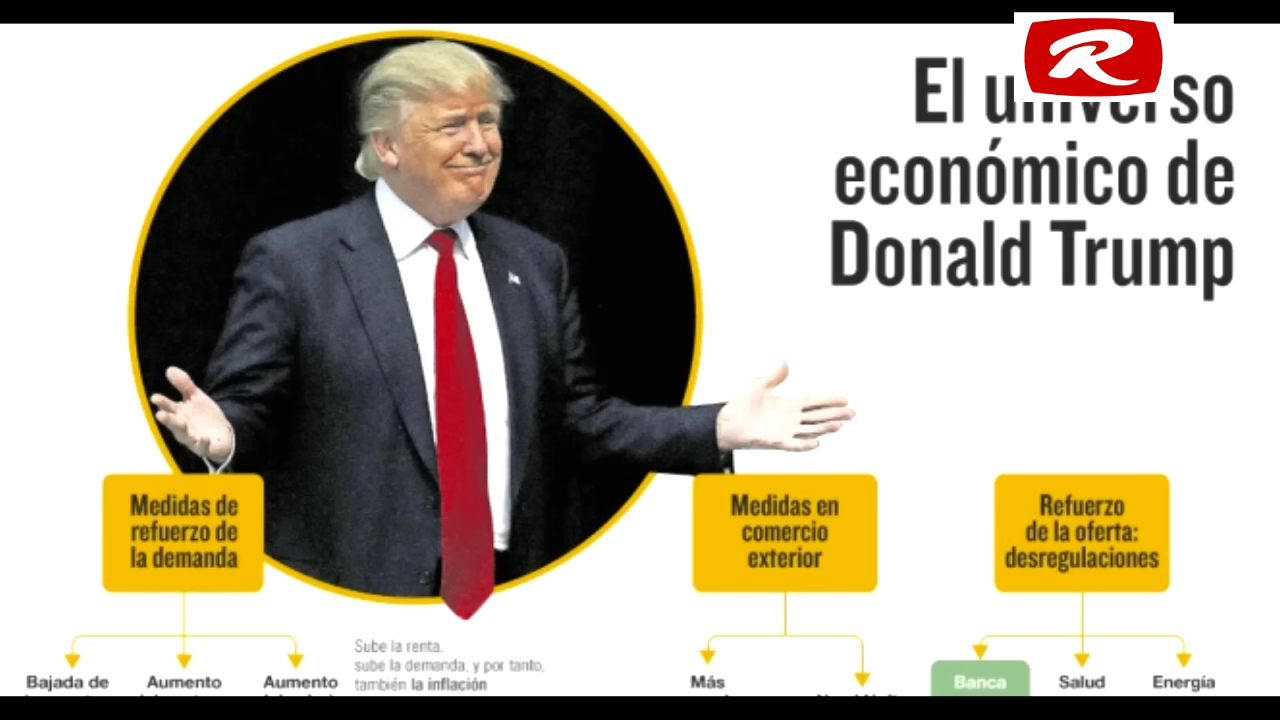 R
El universo
económico de
Donald Trump
Medidas de
refuerzo de
la demanda
Medidas en
comercio
exterior
Refuerzo
de la oferta:
desregulaciones
Sube la renta,
sube la demanda, y por tanto,
también la inflación
Bajada de
Aumento
Aumento
Más
Banca
Salud
Energía